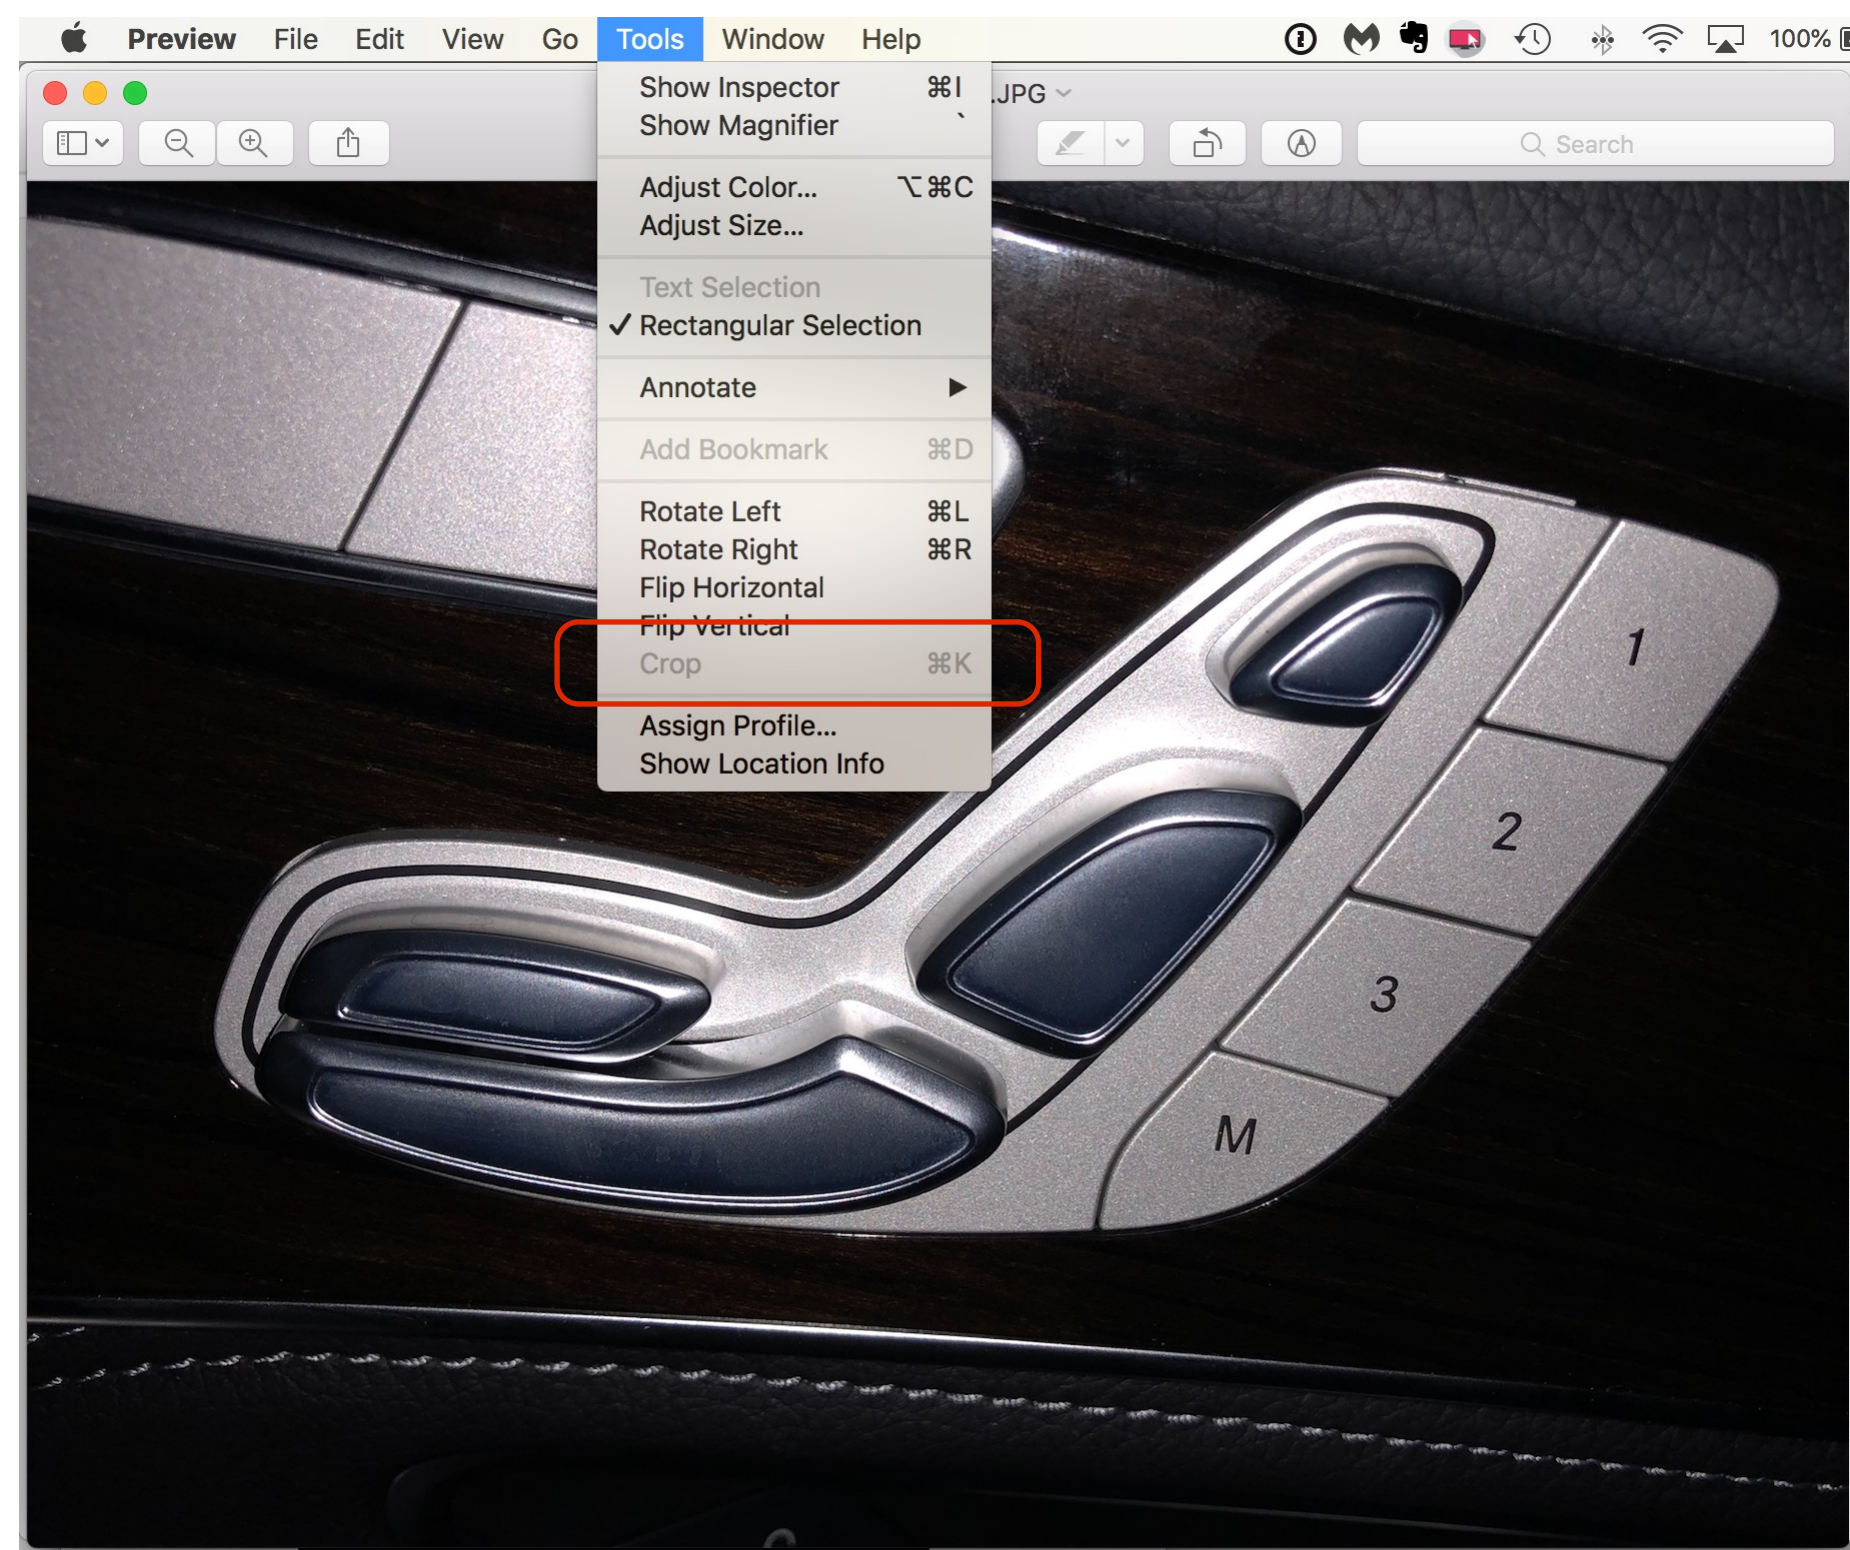 Preview File Edit View Go Tools Window Help 100%
.JPG
Search
Show Inspector ⌘I
Show Magnifier `
Adjust Color... ⌥⌘C
Adjust Size...
Text Selection
✓ Rectangular Selection
Annotate ▶
Add Bookmark ⌘D
Rotate Left ⌘L
Rotate Right ⌘R
Flip Horizontal
Flip Vertical
Crop ⌘K
Assign Profile...
Show Location Info
1
2
3
M